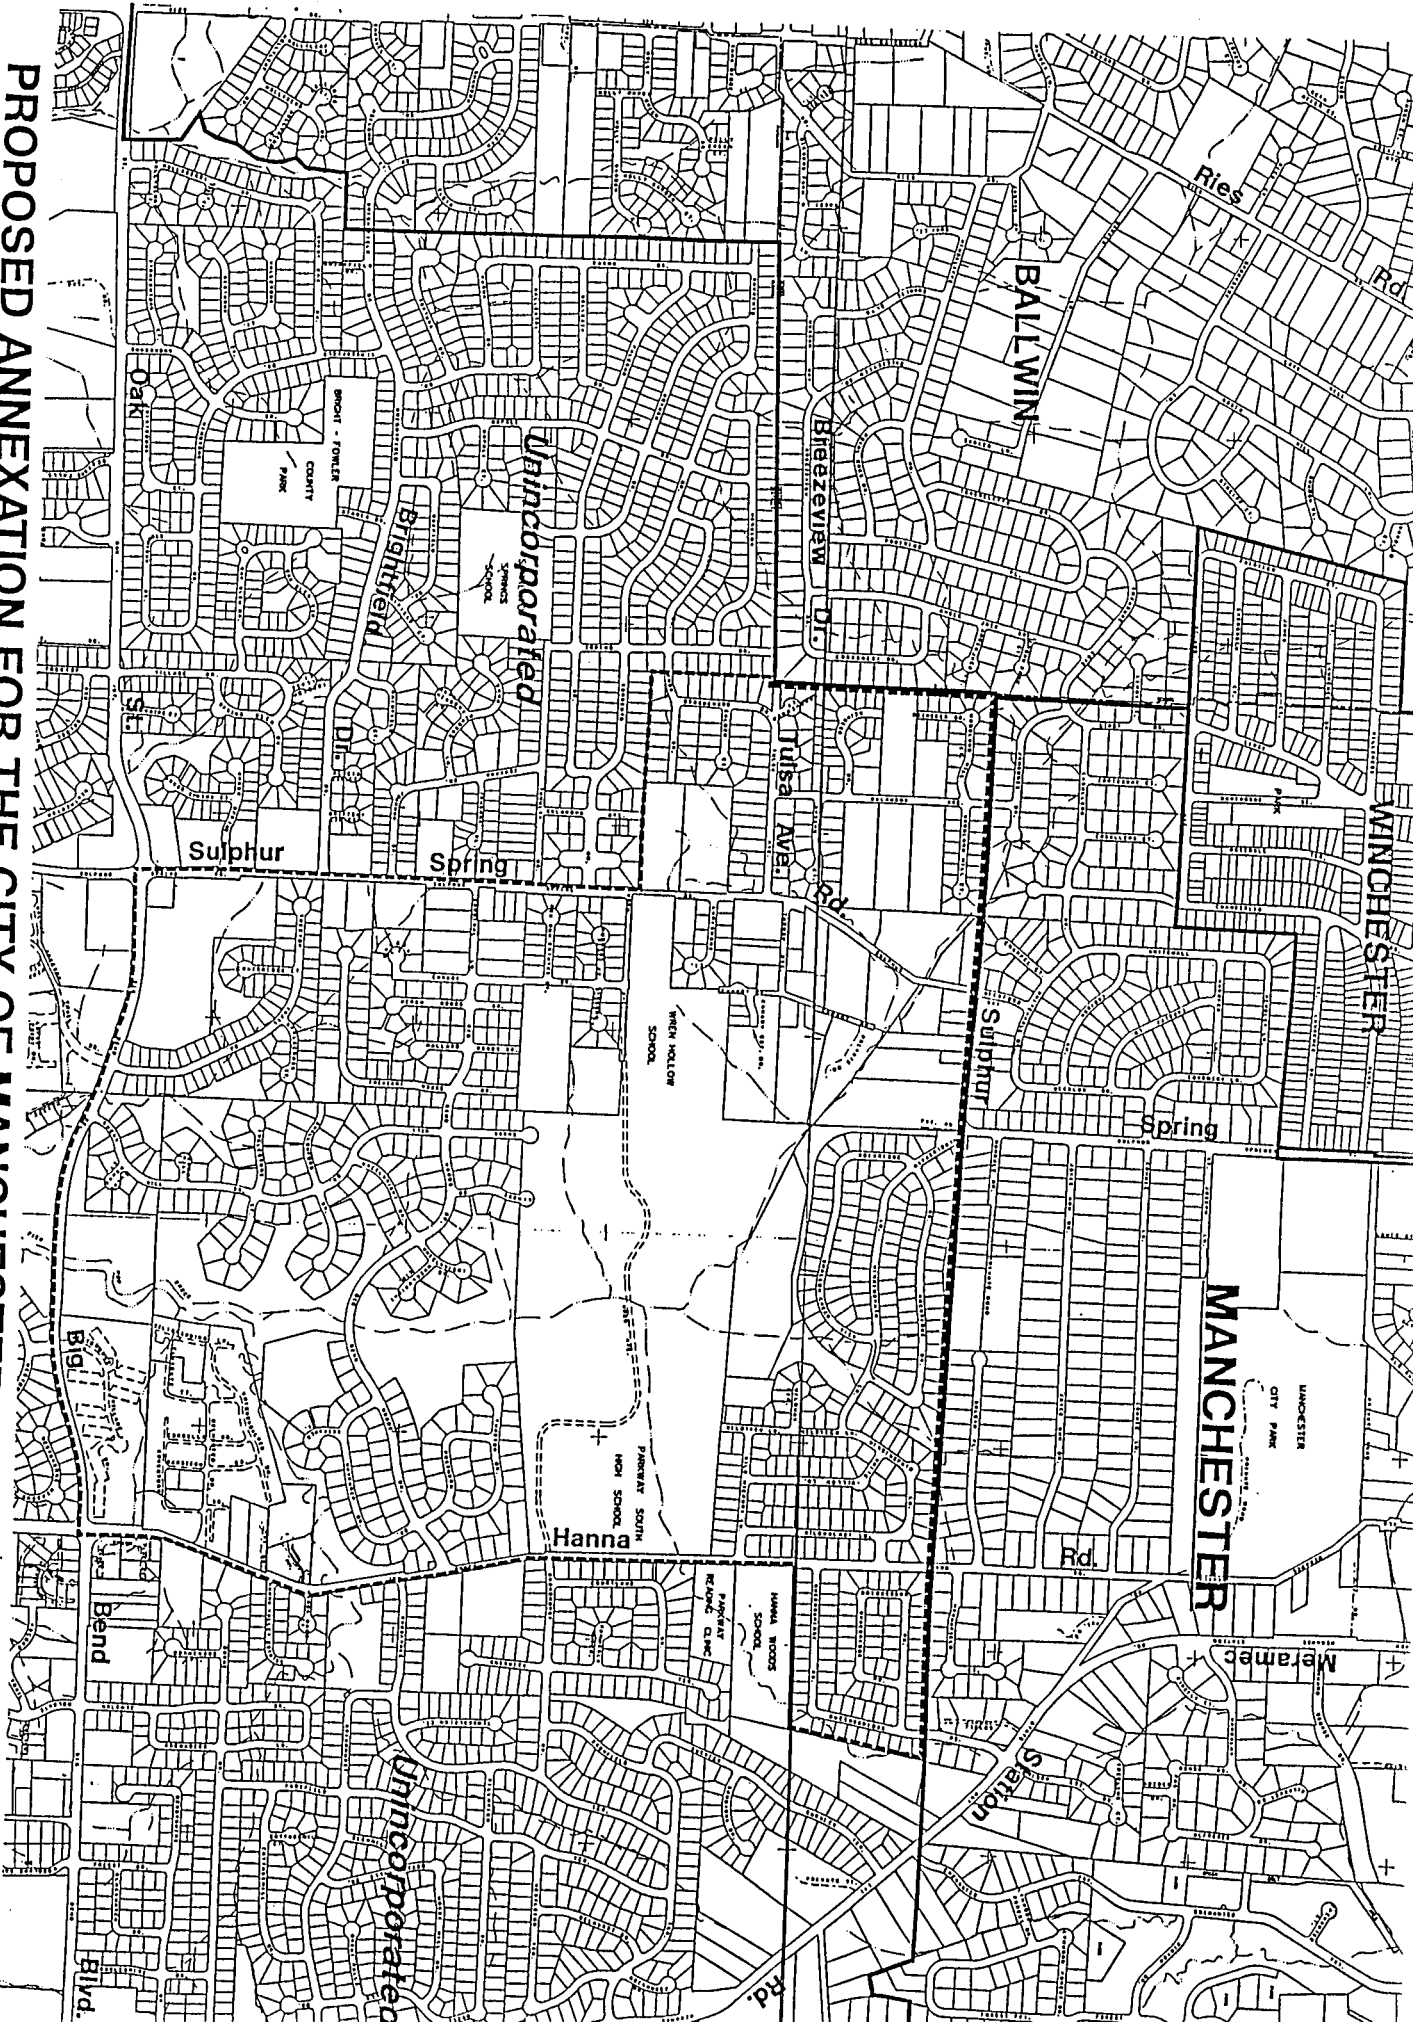 PROPOSED ANNEXATION FOR THE CITY OF
Ries
Rd.
BALLWIN
WINCHESTER
PARK
Breezeview Dr.
Oak
St.
BRIGHT - FOWLER
COUNTY
PARK
Brightfield
Dr.
Unincorporated
SPRINGS
SCHOOL
Tulsa Ave.
Sulphur
Spring
Rd.
Sulphur
Spring
WREN HOLLOW
SCHOOL
MANCHESTER
MANCHESTER
CITY PARK
PARKWAY SOUTH
HIGH SCHOOL
Hanna
Rd.
HANNA WOODS
SCHOOL
PARKWAY
READING CLINIC
Meramec
Station
Rd.
Big
Bend
Blvd.
Unincorporated